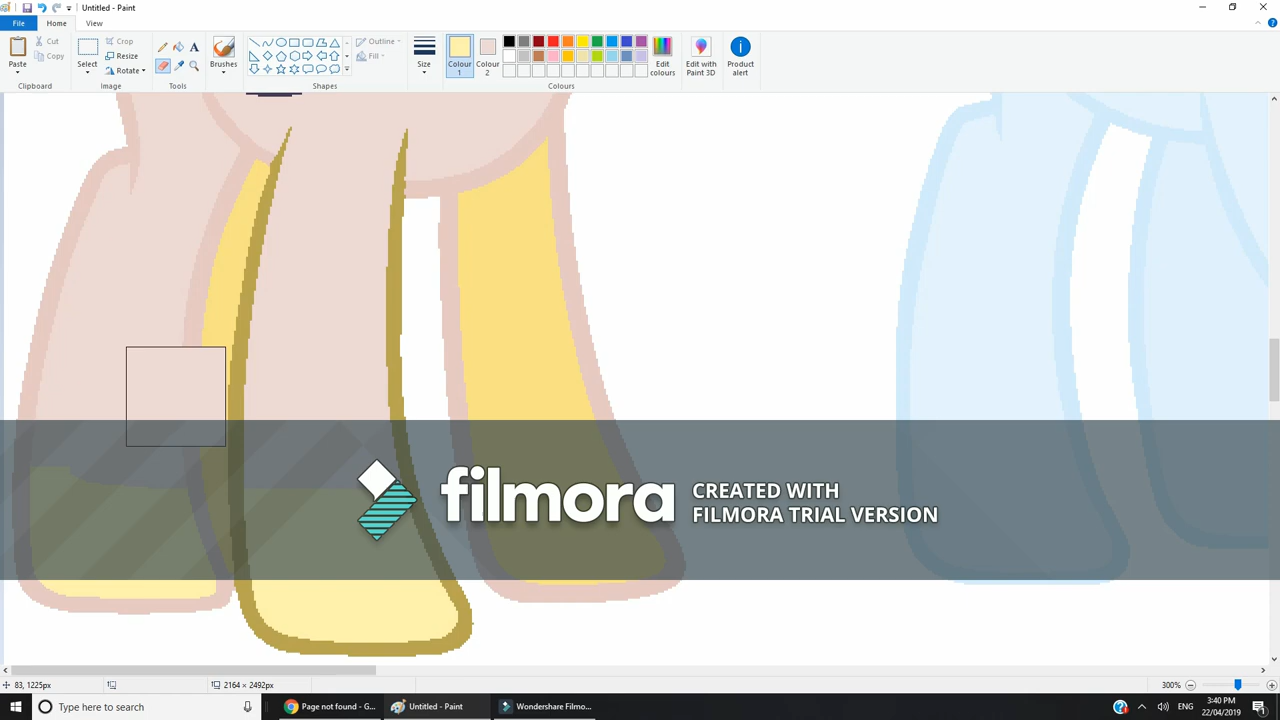 Untitled - Paint
File
Home
View
Paste
Cut
Copy
Clipboard
Select
Crop
Resize
Rotate
Image
A
Tools
Brushes
Shapes
Outline
Fill
Size
Colour 1
Colour 2
Edit colours
Colours
Edit with Paint 3D
Product alert
filmora
CREATED WITH
FILMORA TRIAL VERSION
83, 1225px
2164 × 2492px
300%
Type here to search
Page not found - G...
Untitled - Paint
Wondershare Filmo...
3:40 PM
22/04/2019